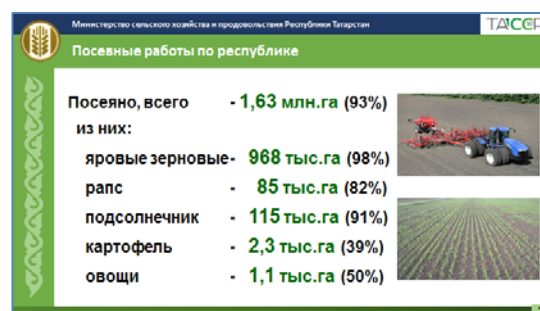 Министерство сельского хозяйства и продовольствия Республики Татарстан
Посевные работы по республике
Посеяно, всего - 1,63 млн.га (93%)
из них:
яровые зерновые- 968 тыс.га (98%)
рапс - 85 тыс.га (82%)
подсолнечник - 115 тыс.га (91%)
картофель - 2,3 тыс.га (39%)
овощи - 1,1 тыс.га (50%)